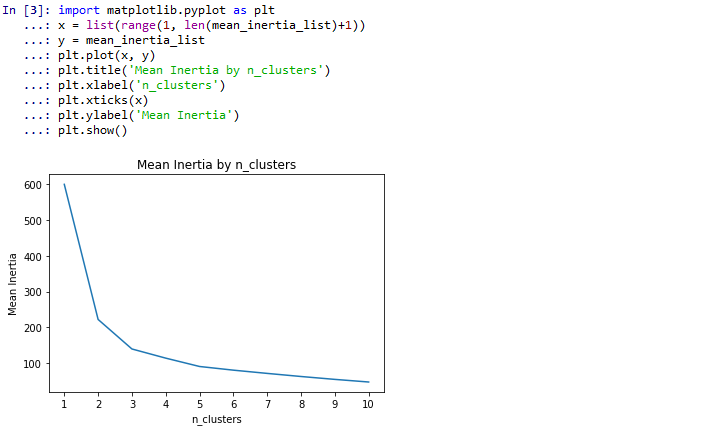 In [3]: import matplotlib.pyplot as plt
...: x = list(range(1, len(mean_inertia_list)+1))
...: y = mean_inertia_list
...: plt.plot(x, y)
...: plt.title('Mean Inertia by n_clusters')
...: plt.xlabel('n_clusters')
...: plt.xticks(x)
...: plt.ylabel('Mean Inertia')
...: plt.show()
Mean Inertia by n_clusters
600
500
400
300
200
100
Mean Inertia
1 2 3 4 5 6 7 8 9 10
n_clusters